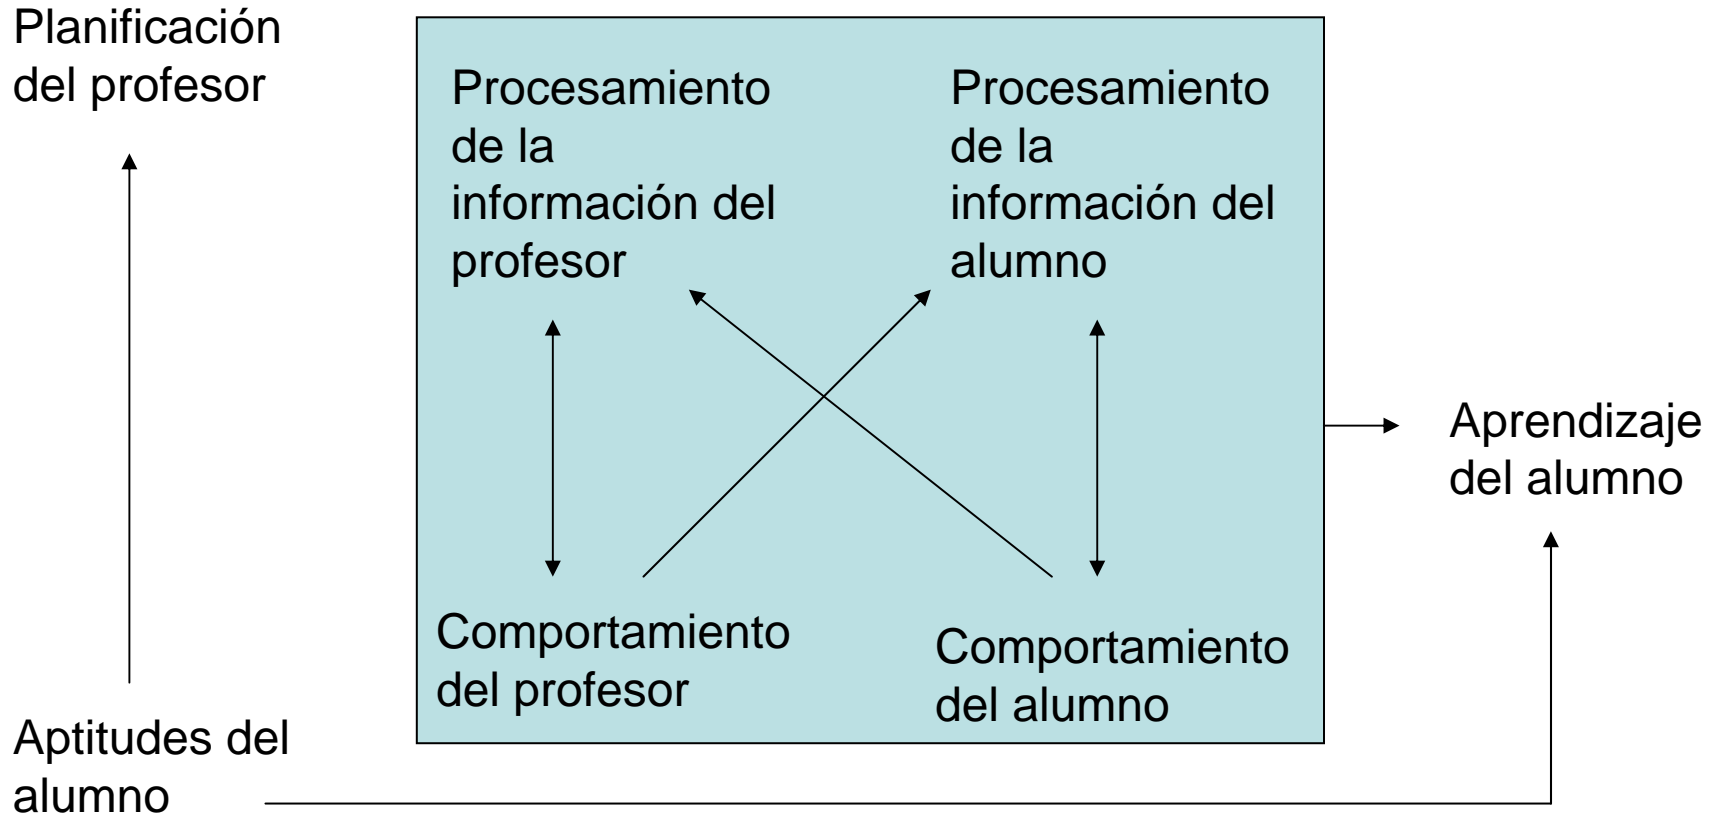 Planificación
del profesor
Procesamiento
de la
información del
profesor
Procesamiento
de la
información del
alumno
Aprendizaje
del alumno
Comportamiento
del profesor
Comportamiento
del alumno
Aptitudes del
alumno